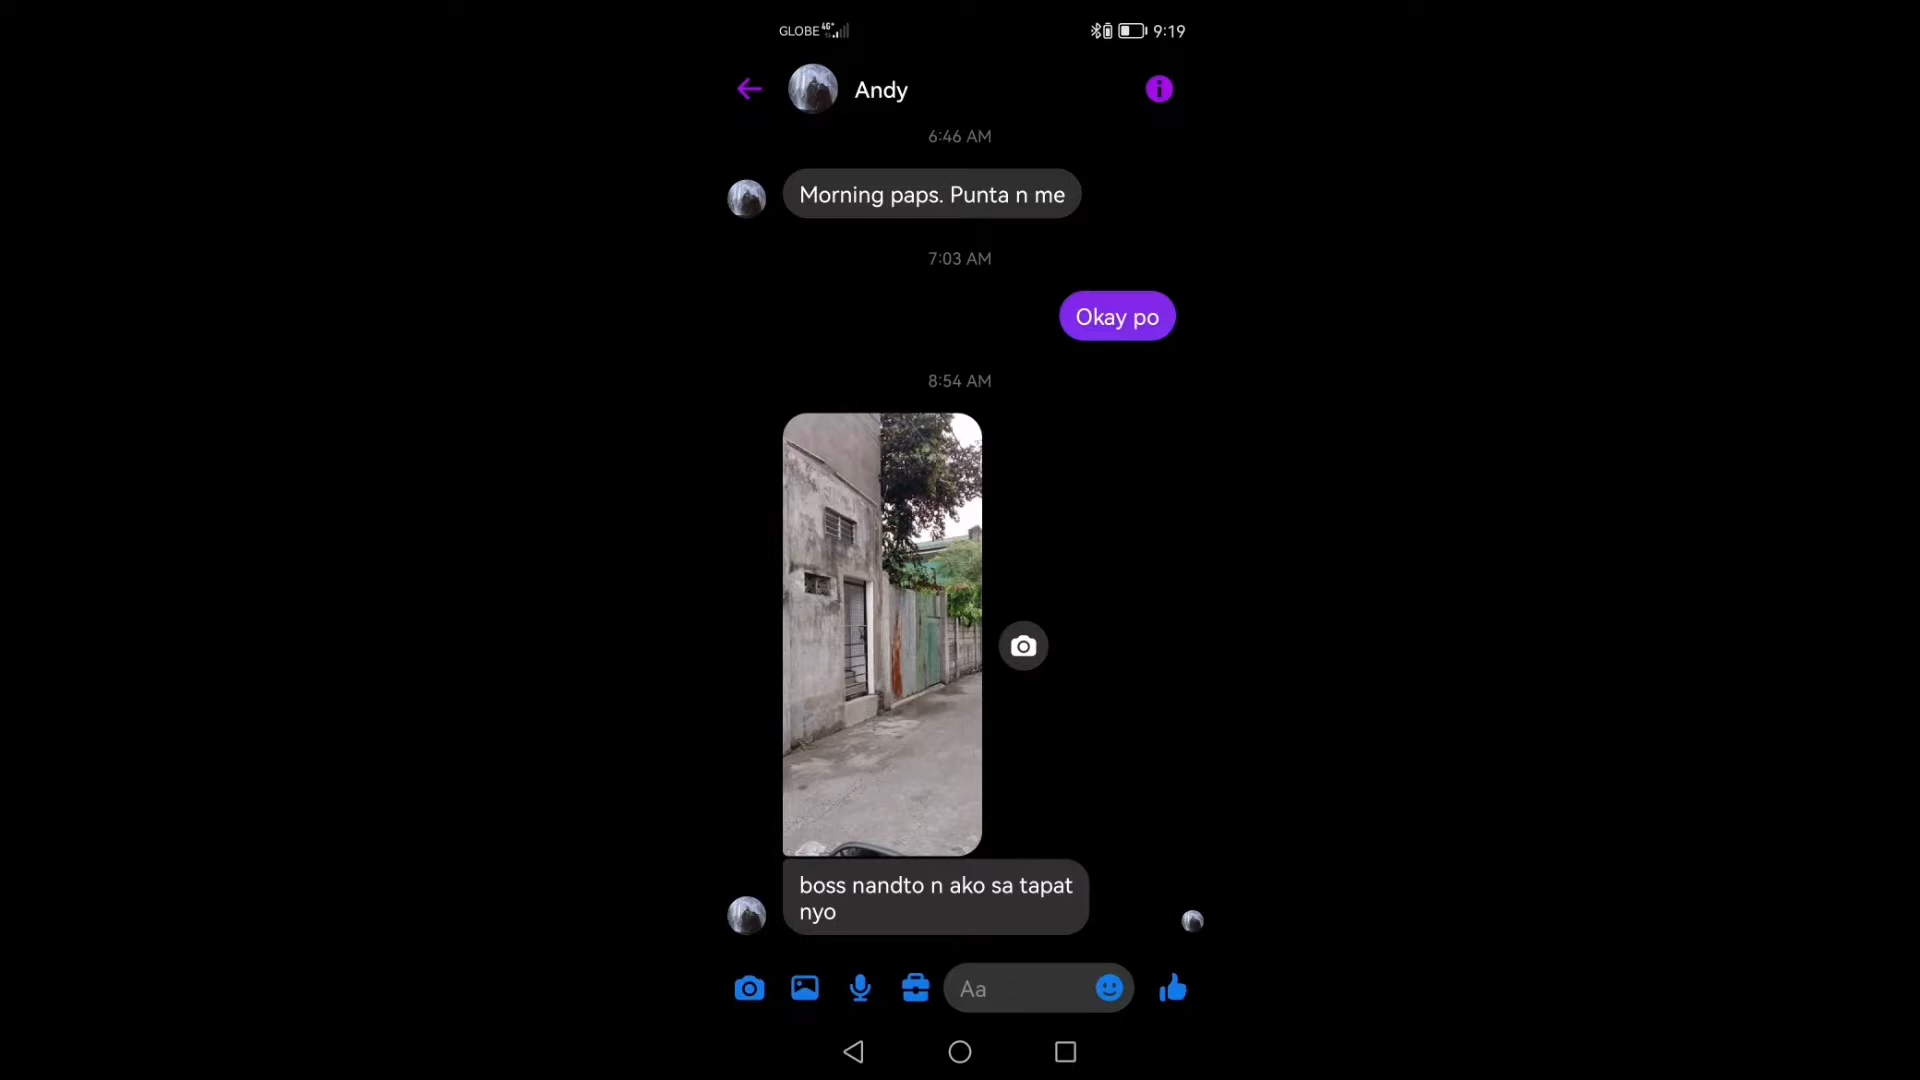 GLOBE 4G+ 9:19
Andy
6:46 AM
Morning paps. Punta n me
7:03 AM
Okay po
8:54 AM
boss nandto n ako sa tapat
nyo
Aa